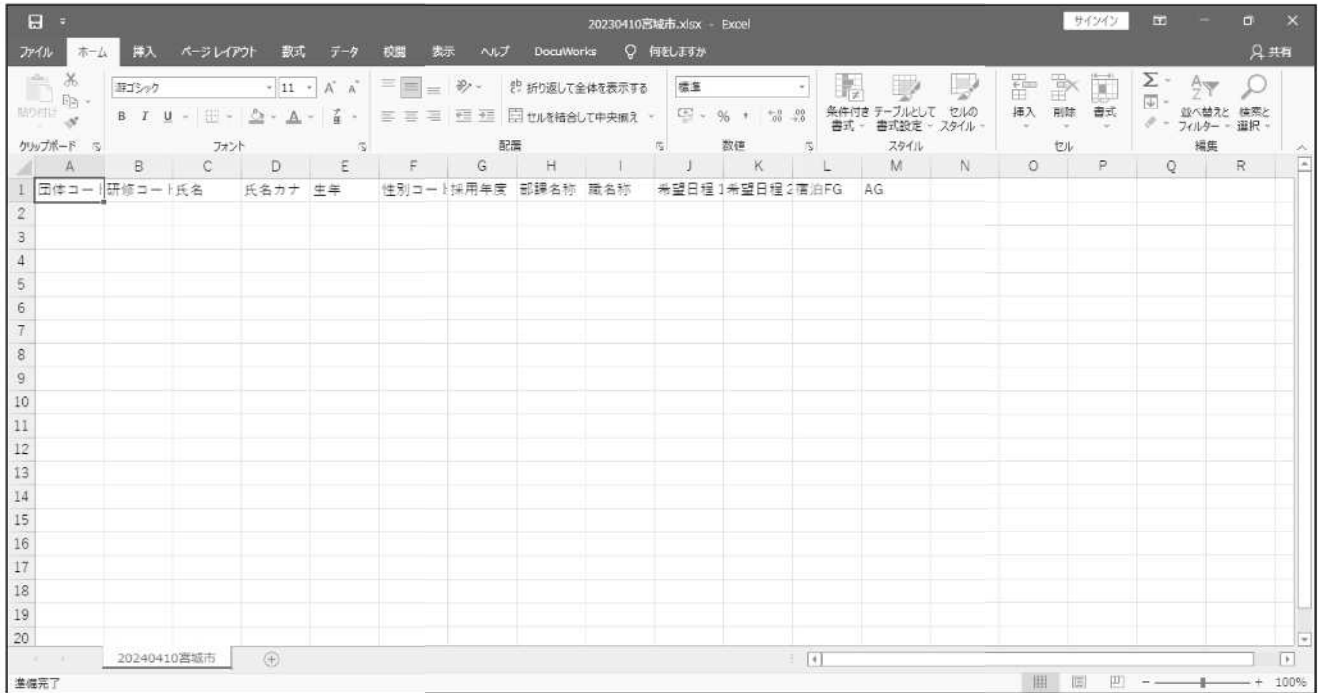 20230410宮城市.xlsx - Excel
サインイン
ファイル ホーム 挿入 ページレイアウト 数式 データ 校閲 表示 ヘルプ DocuWorks 何をしますか 共有
貼り付け
游ゴシック 11 A A
折り返して全体を表示する
標準
B I U
セルを結合して中央揃え
% ,
条件付き書式 テーブルとして書式設定 セルのスタイル
挿入 削除 書式
並べ替えとフィルター 検索と選択
クリップボード フォント 配置 数値 スタイル セル 編集
A B C D E F G H I J K L M N O P Q R
1 団体コード 研修コード 氏名 氏名カナ 生年 性別コード 採用年度 部課名称 職名称 希望日程1 希望日程2 宿泊FG AG
2
3
4
5
6
7
8
9
10
11
12
13
14
15
16
17
18
19
20
20240410宮城市
準備完了 100%